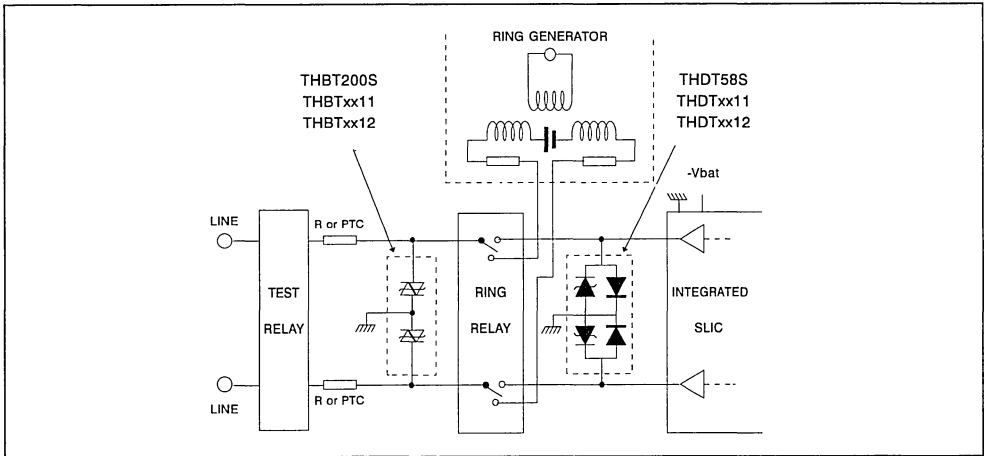 RING GENERATOR
THBT200S
THBTxx11
THBTxx12
THDT58S
THDTxx11
THDTxx12
-Vbat
LINE
R or PTC
TEST
RELAY
RING
RELAY
INTEGRATED
SLIC
R or PTC
LINE